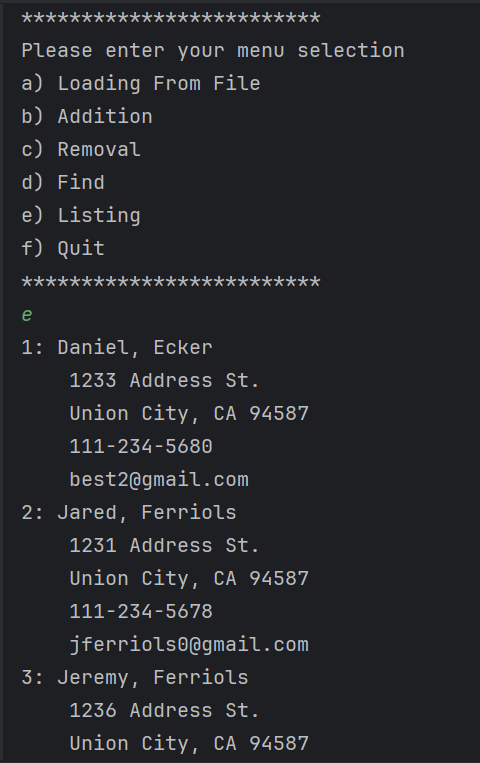 *************************
Please enter your menu selection
a) Loading From File
b) Addition
c) Removal
d) Find
e) Listing
f) Quit
*************************
e
1: Daniel, Ecker
1233 Address St.
Union City, CA 94587
111-234-5680
best2@gmail.com
2: Jared, Ferriols
1231 Address St.
Union City, CA 94587
111-234-5678
jferriols0@gmail.com
3: Jeremy, Ferriols
1236 Address St.
Union City, CA 94587